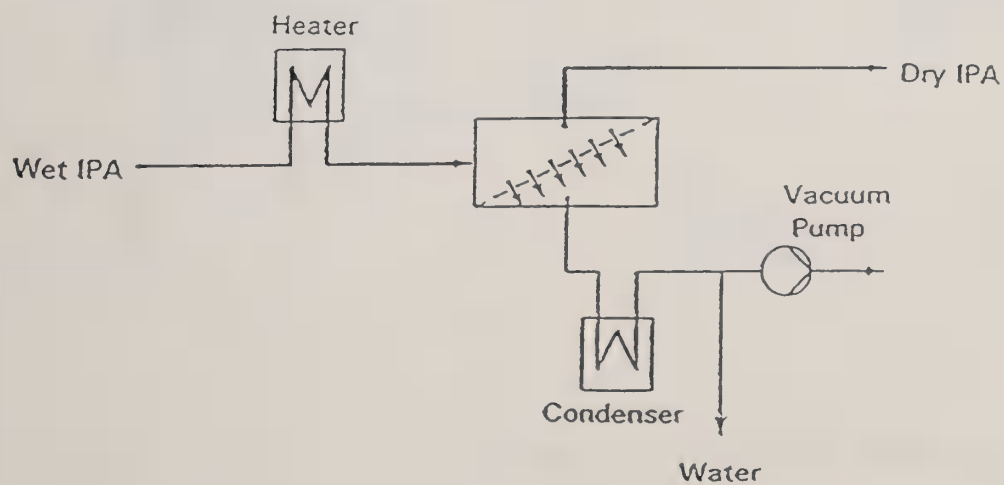 Heater
Dry IPA
Wet IPA
Vacuum
Pump
Condenser
Water